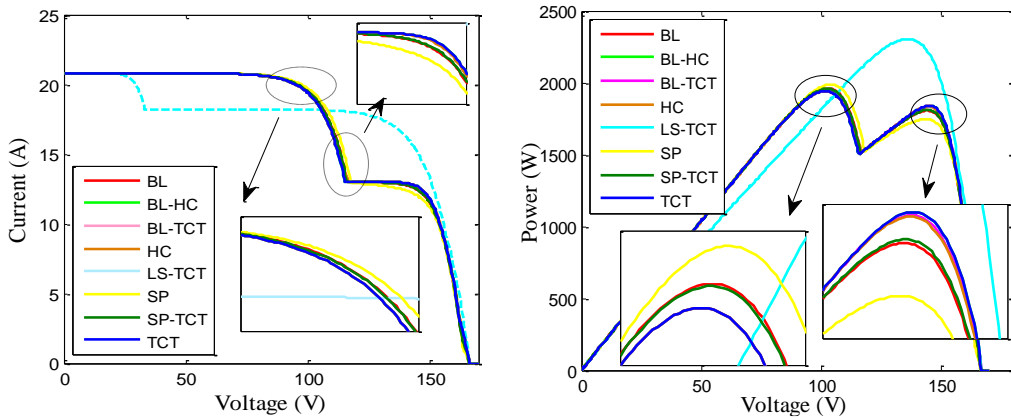 25
20
15
10
5
0
Current (A)
BL
BL-HC
BL-TCT
HC
LS-TCT
SP
SP-TCT
TCT
0
50
100
150
Voltage (V)
2500
2000
1500
1000
500
0
Power (W)
BL
BL-HC
BL-TCT
HC
LS-TCT
SP
SP-TCT
TCT
0
50
100
150
Voltage (V)